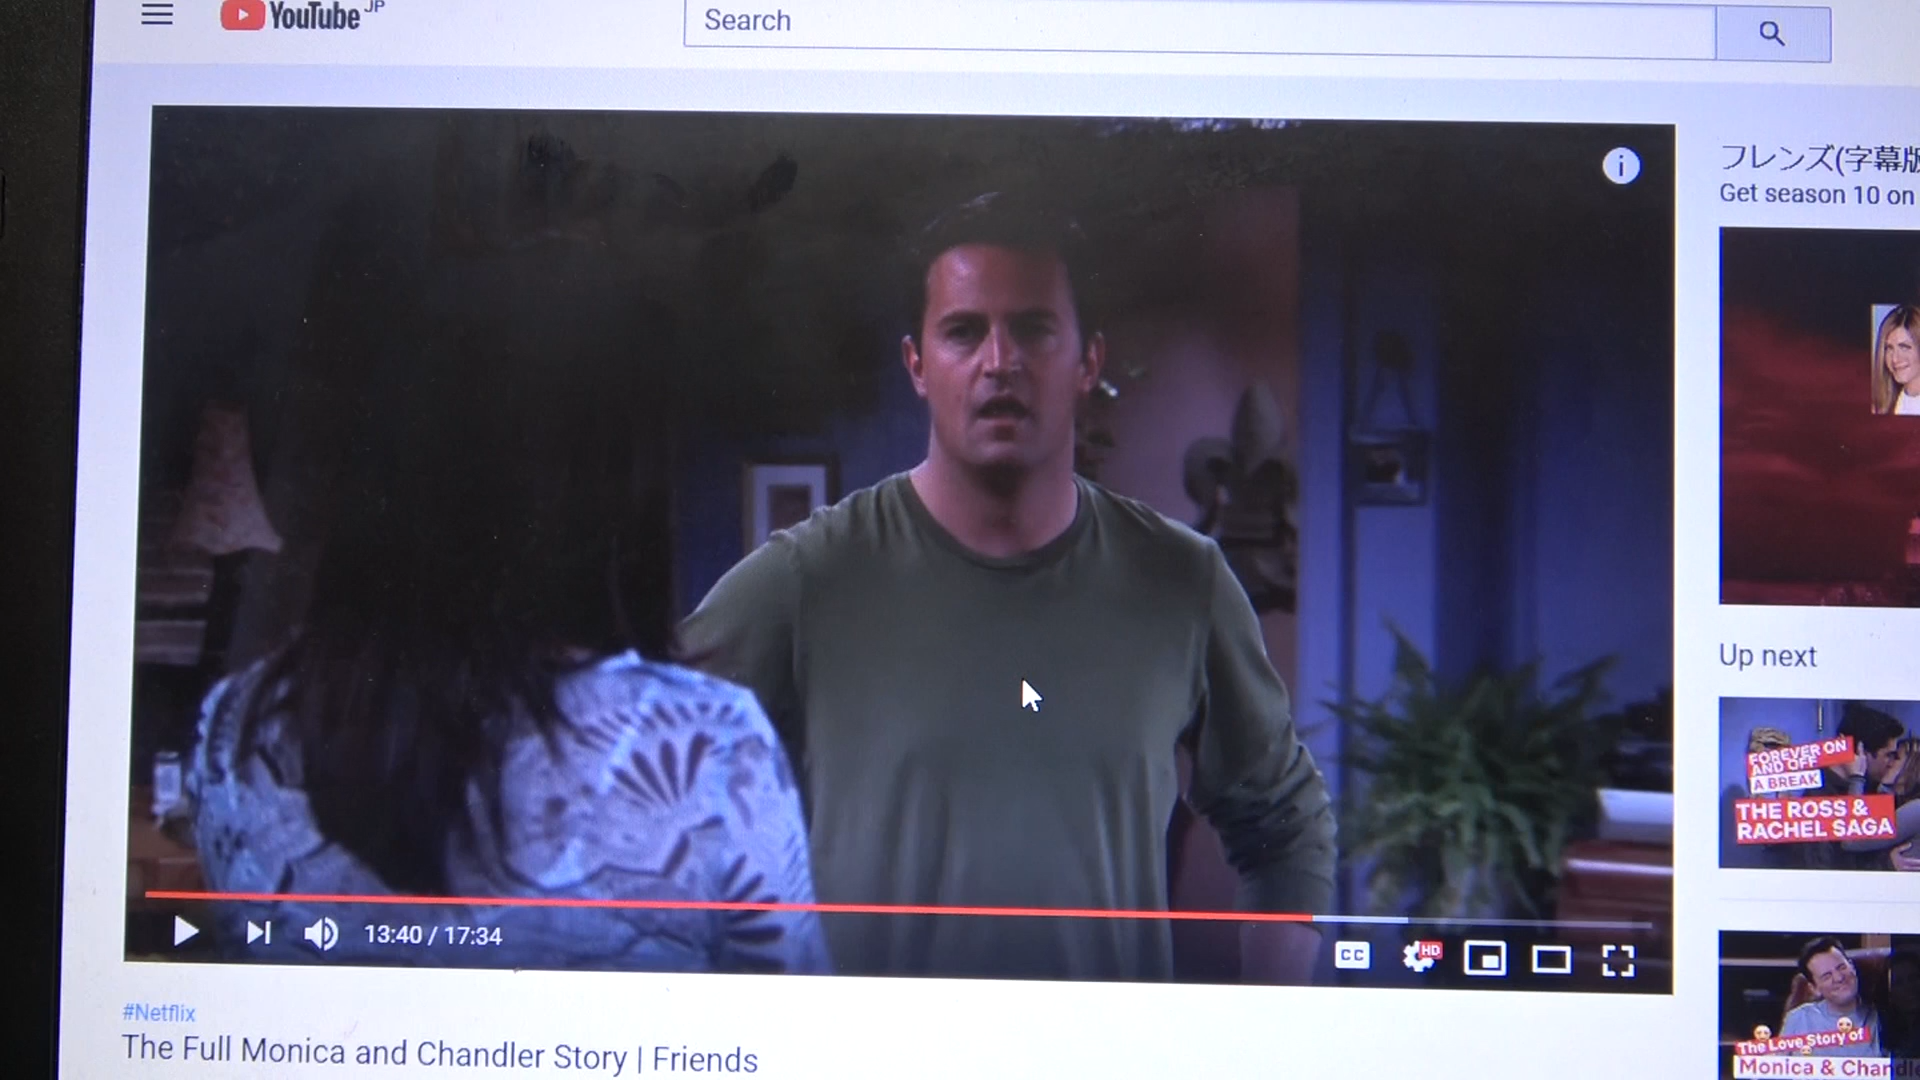 YouTube JP
Search
フレンズ(字幕版
Get season 10 on
Up next
FOREVER ON
AND OFF
A BREAK
THE ROSS &
RACHEL SAGA
13:40 / 17:34
CC
HD
#Netflix
The Full Monica and Chandler Story | Friends
The Love Story of
Monica & Chandl